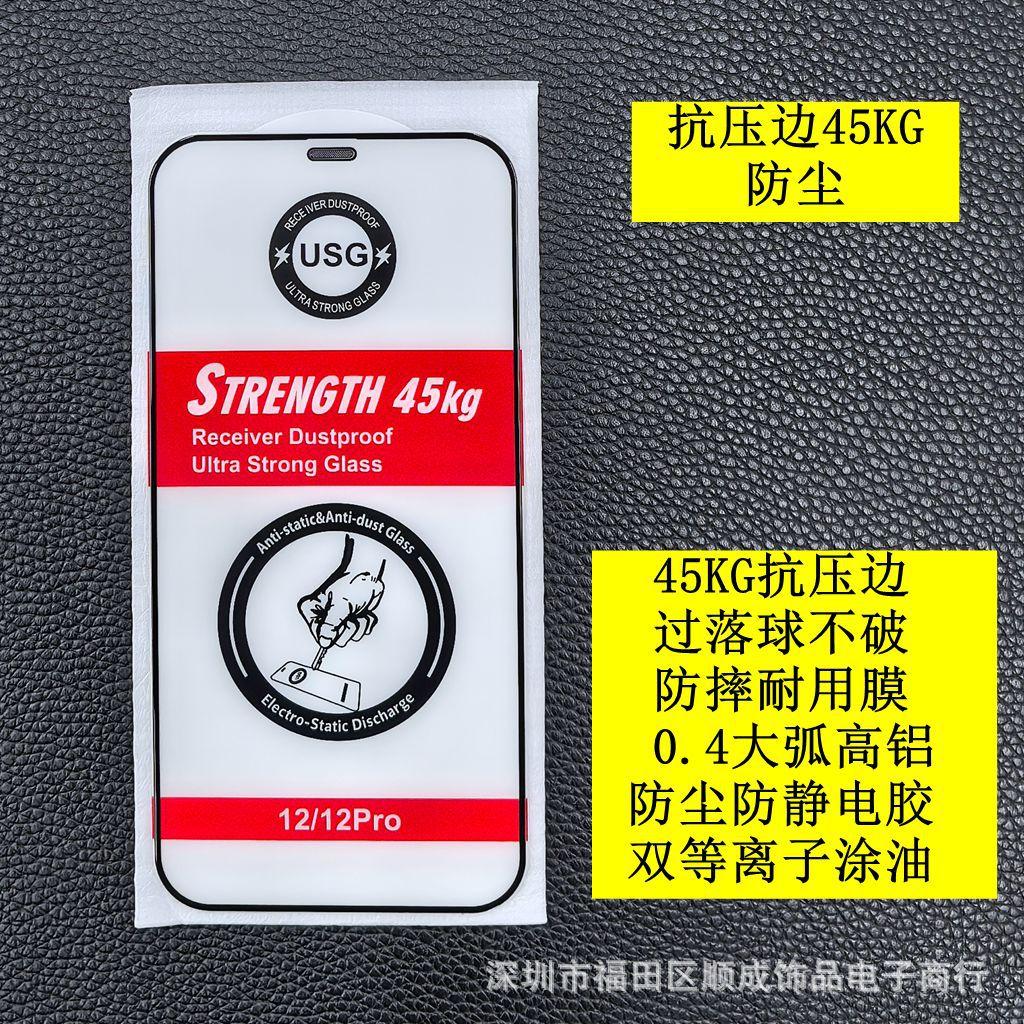 抗压边45KG
防尘
RECEIVER DUSTPROOF
USG
ULTRA STRONG GLASS
STRENGTH 45kg
Receiver Dustproof
Ultra Strong Glass
Anti-static&Anti-dust Glass
Electro-Static Discharge
12/12Pro
45KG抗压边
过落球不破
防摔耐用膜
0.4大弧高铝
防尘防静电胶
双等离子涂油
深圳市福田区顺成饰品电子商行